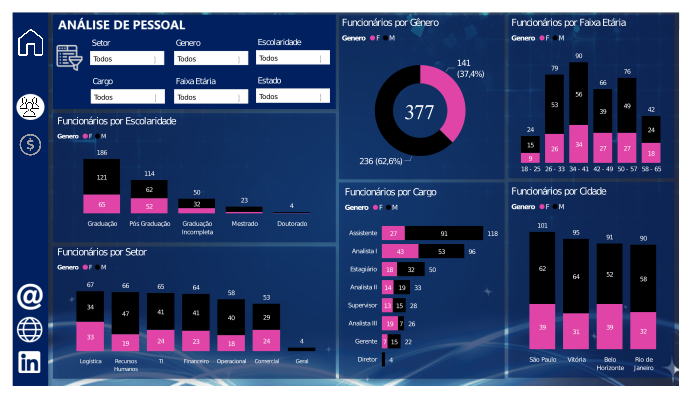 ANÁLISE DE PESSOAL
Setor
Genero
Escolaridade
Todos
Todos
Todos
Cargo
Faixa Etária
Estado
Todos
Todos
Todos
Funcionários por Escolaridade
Genero F M
186
114
50
23
4
121
62
32
65
52
Graduação
Pós Graduação
Graduação
Incompleta
Mestrado
Doutorado
Funcionários por Setor
Genero F M
67
66
65
64
58
53
4
34
47
41
41
40
29
33
19
24
23
18
24
Logística
Recursos
Humanos
TI
Financeiro
Operacional
Comercial
Geral
Funcionários por Gênero
Genero F M
141
(37,4%)
377
236 (62,6%)
Funcionários por Cargo
Genero F M
Assistente 27 91 118
Analista I 43 53 96
Estagiário 18 32 50
Analista II 14 19 33
Supervisor 13 15 28
Analista III 19 7 26
Gerente 7 15 22
Diretor 4
Funcionários por Faixa Etária
Genero F M
24
79
90
66
76
42
15
53
56
39
49
24
9
26
34
27
27
18
18 - 25
26 - 33
34 - 41
42 - 49
50 - 57
58 - 65
Funcionários por Cidade
Genero F M
101
95
91
90
62
64
52
58
39
31
39
32
São Paulo
Vitória
Belo
Horizonte
Rio de
Janeiro
@
in
$